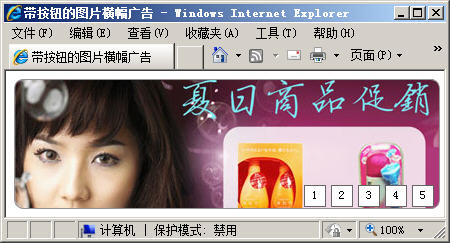 带按钮的图片横幅广告 - Windows Internet Explorer
文件(F) 编辑(E) 查看(V) 收藏夹(A) 工具(T) 帮助(H)
带按钮的图片横幅广告 页面(P) »
夏日商品促銷
1 2 3 4 5
计算机 | 保护模式: 禁用 100%